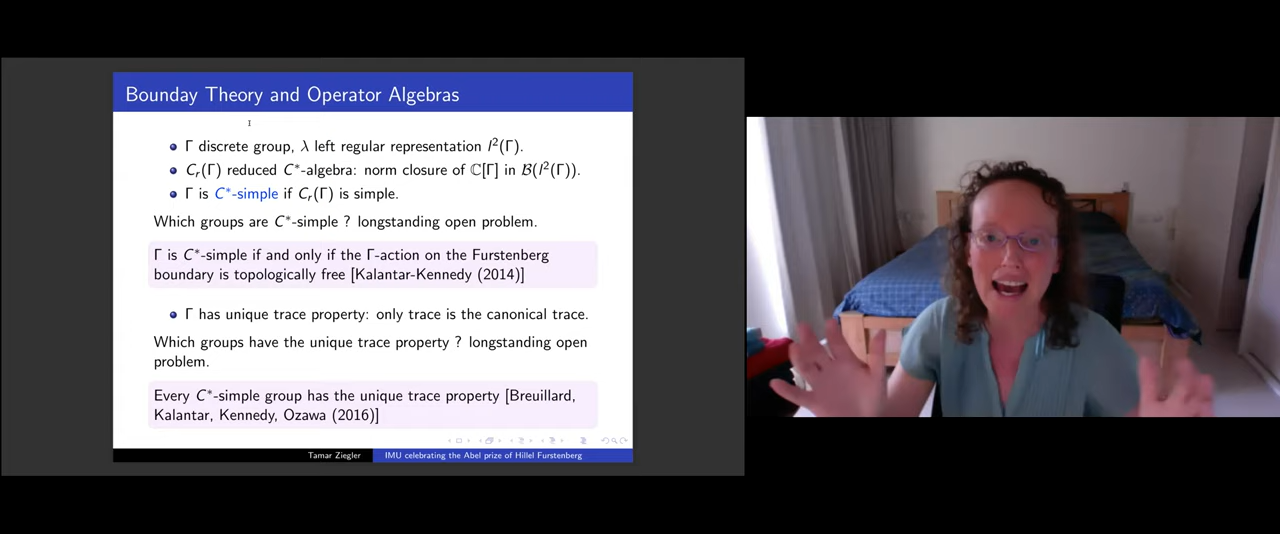 Bounday Theory and Operator Algebras
Γ discrete group, λ left regular representation l²(Γ).
C_r(Γ) reduced C*-algebra: norm closure of ℂ[Γ] in ℬ(l²(Γ)).
Γ is C*-simple if C_r(Γ) is simple.
Which groups are C*-simple ? longstanding open problem.
Γ is C*-simple if and only if the Γ-action on the Furstenberg
boundary is topologically free [Kalantar-Kennedy (2014)]
Γ has unique trace property: only trace is the canonical trace.
Which groups have the unique trace property ? longstanding open
problem.
Every C*-simple group has the unique trace property [Breuillard,
Kalantar, Kennedy, Ozawa (2016)]
Tamar Ziegler
IMU celebrating the Abel prize of Hillel Furstenberg